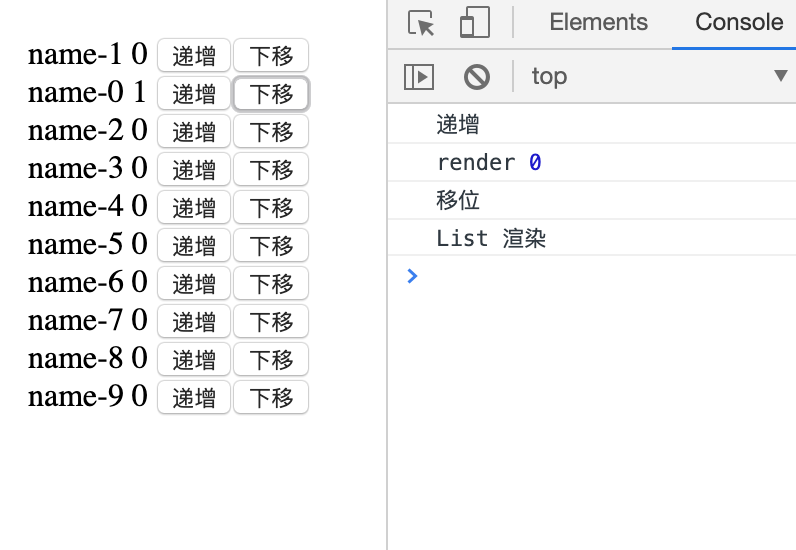 name-1 0 递增 下移
name-0 1 递增 下移
name-2 0 递增 下移
name-3 0 递增 下移
name-4 0 递增 下移
name-5 0 递增 下移
name-6 0 递增 下移
name-7 0 递增 下移
name-8 0 递增 下移
name-9 0 递增 下移
Elements Console
top
递增
render 0
移位
List 渲染